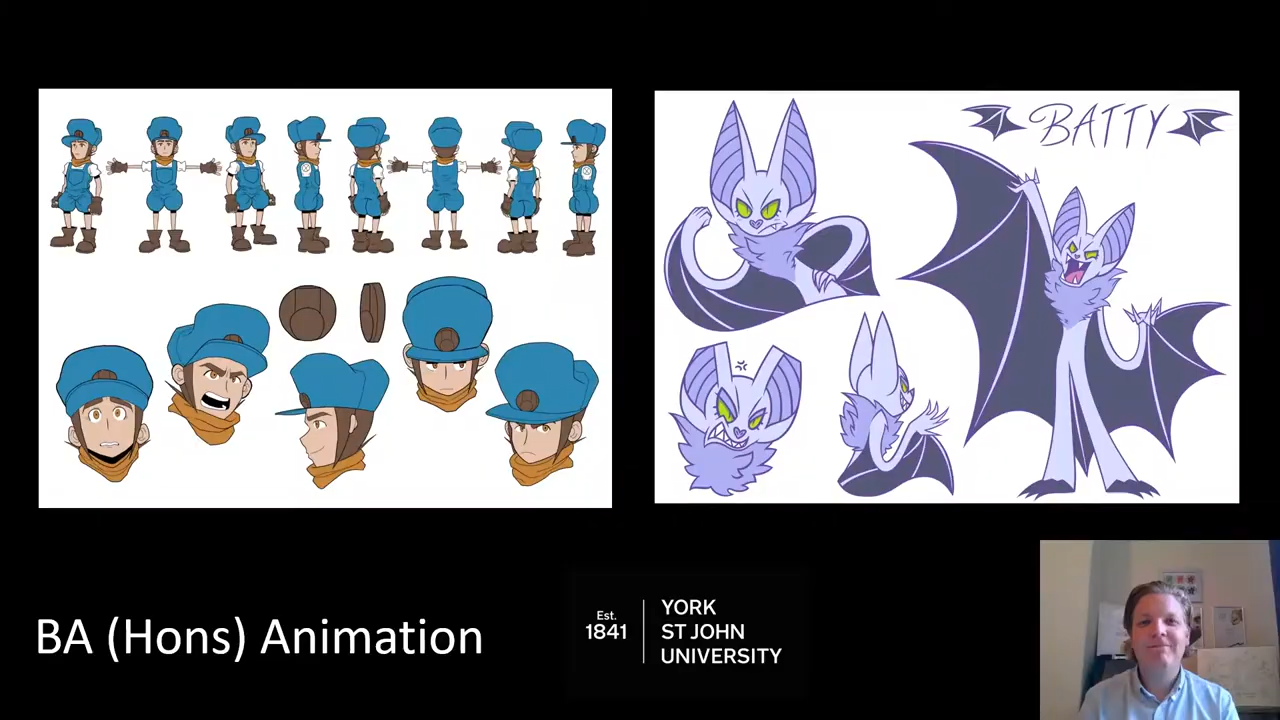 BATTY
BA (Hons) Animation
Est.
1841
YORK
ST JOHN
UNIVERSITY